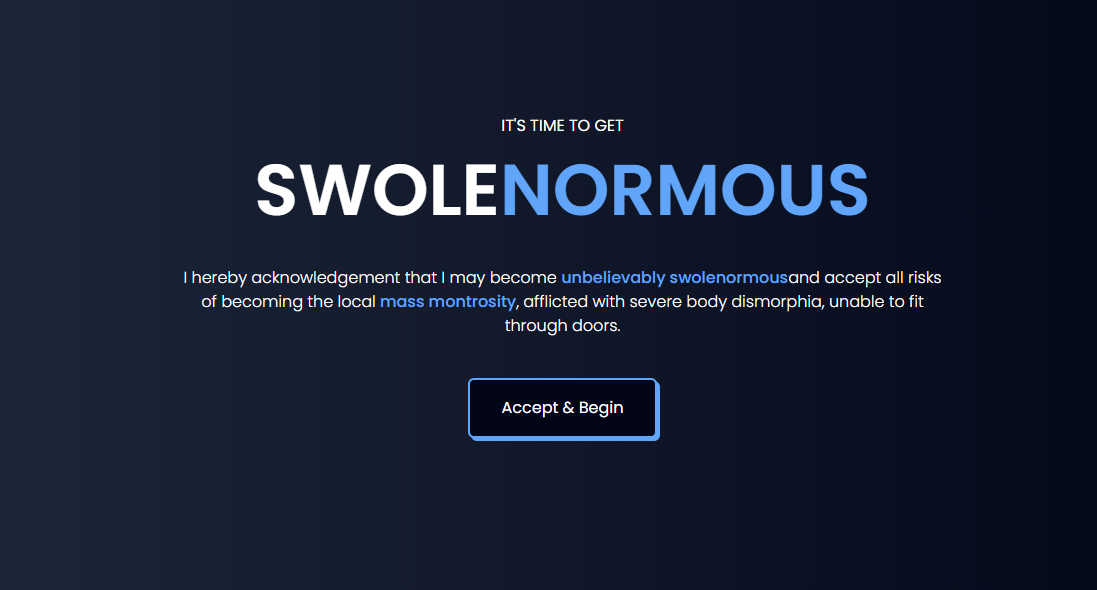 IT'S TIME TO GET
SWOLENORMOUS
I hereby acknowledgement that I may become unbelievably swolenormousand accept all risks
of becoming the local mass montrosity, afflicted with severe body dismorphia, unable to fit
through doors.
Accept & Begin